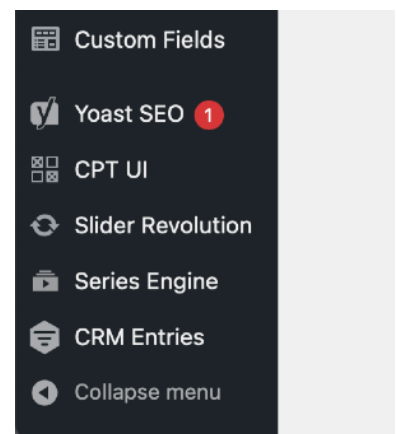 Custom Fields
Yoast SEO 1
CPT UI
Slider Revolution
Series Engine
CRM Entries
Collapse menu